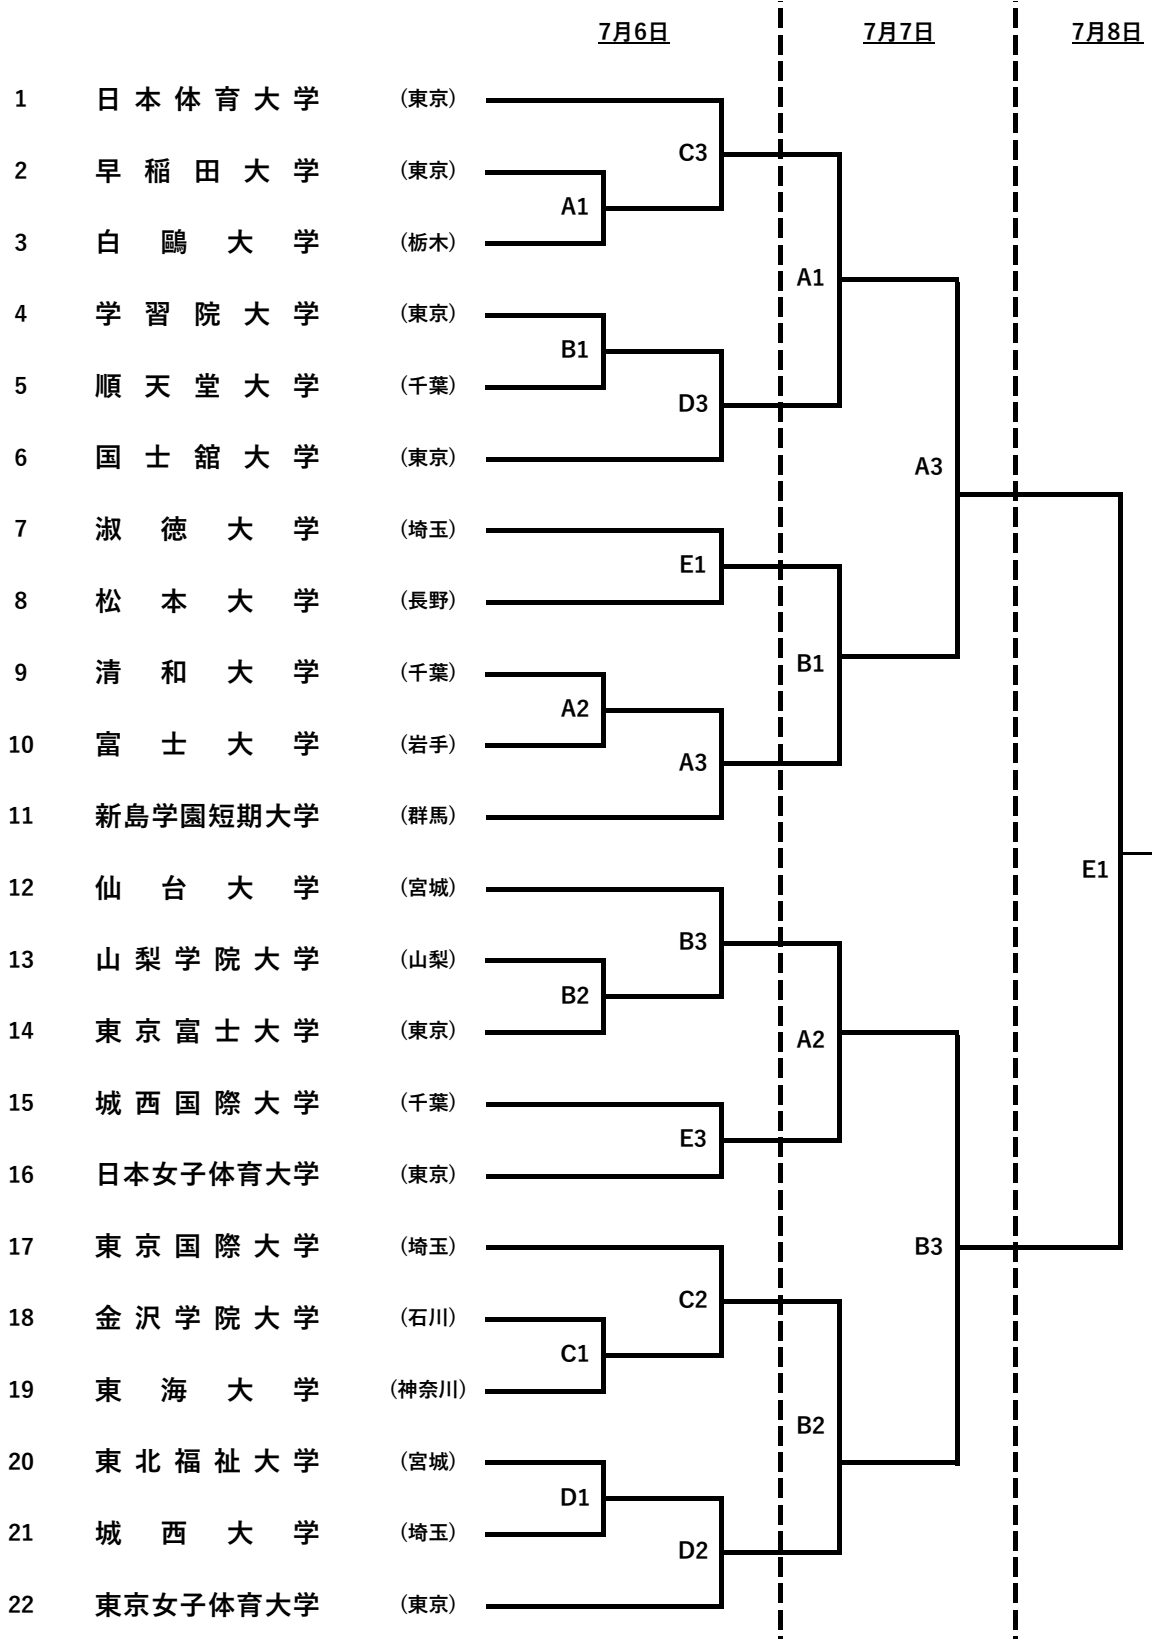 7月6日 7月7日 7月8日
1 日本体育大学 (東京)
C3
2 早稲田大学 (東京)
A1
3 白鷗大学 (栃木)
A1
4 学習院大学 (東京)
B1
5 順天堂大学 (千葉)
D3
6 国士舘大学 (東京)
A3
7 淑徳大学 (埼玉)
E1
8 松本大学 (長野)
B1
9 清和大学 (千葉)
A2
10 富士大学 (岩手)
A3
11 新島学園短期大学 (群馬)
E1
12 仙台大学 (宮城)
B3
13 山梨学院大学 (山梨)
B2
14 東京富士大学 (東京)
A2
15 城西国際大学 (千葉)
E3
16 日本女子体育大学 (東京)
17 東京国際大学 (埼玉)
B3
C2
18 金沢学院大学 (石川)
C1
19 東海大学 (神奈川)
B2
20 東北福祉大学 (宮城)
D1
21 城西大学 (埼玉)
D2
22 東京女子体育大学 (東京)